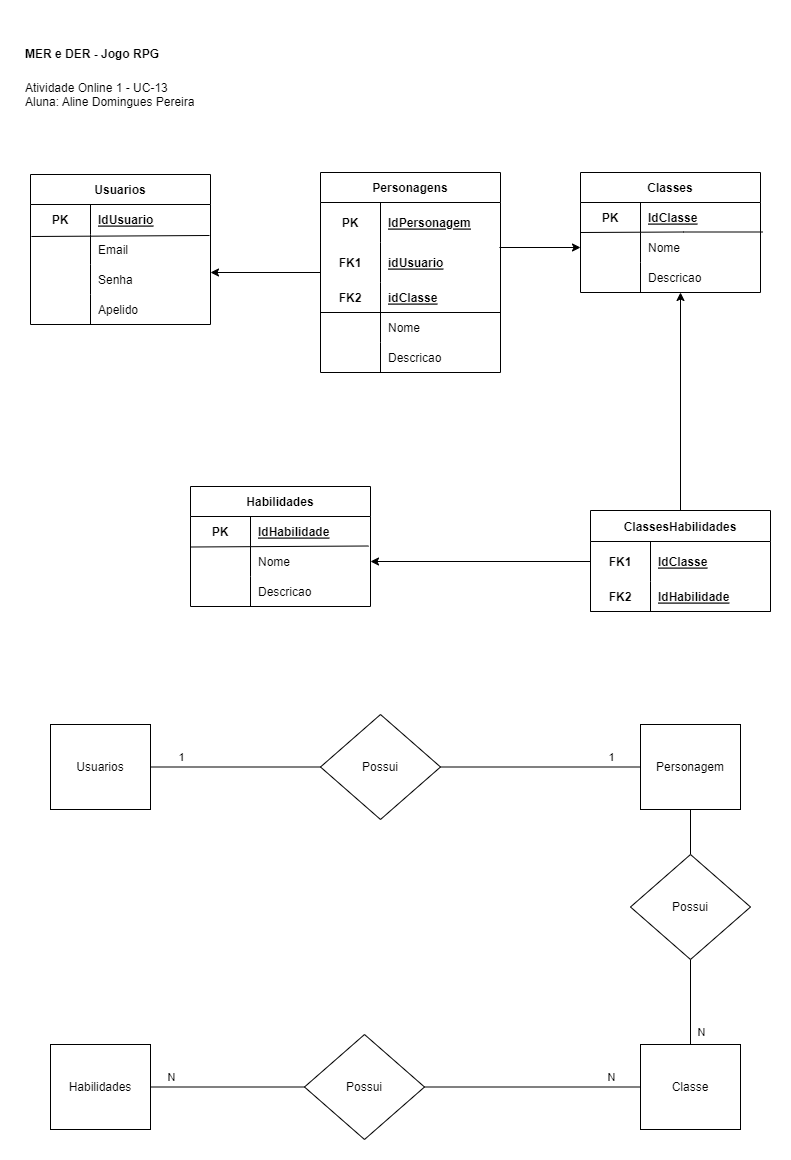 MER e DER - Jogo RPG
Atividade Online 1 - UC-13
Aluna: Aline Domingues Pereira
Usuarios
PK IdUsuario
Email
Senha
Apelido
Personagens
PK IdPersonagem
FK1 idUsuario
FK2 idClasse
Nome
Descricao
Classes
PK IdClasse
Nome
Descricao
Habilidades
PK IdHabilidade
Nome
Descricao
ClassesHabilidades
FK1 IdClasse
FK2 IdHabilidade
Usuarios 1 Possui 1 Personagem
Possui
N
Habilidades N Possui N Classe